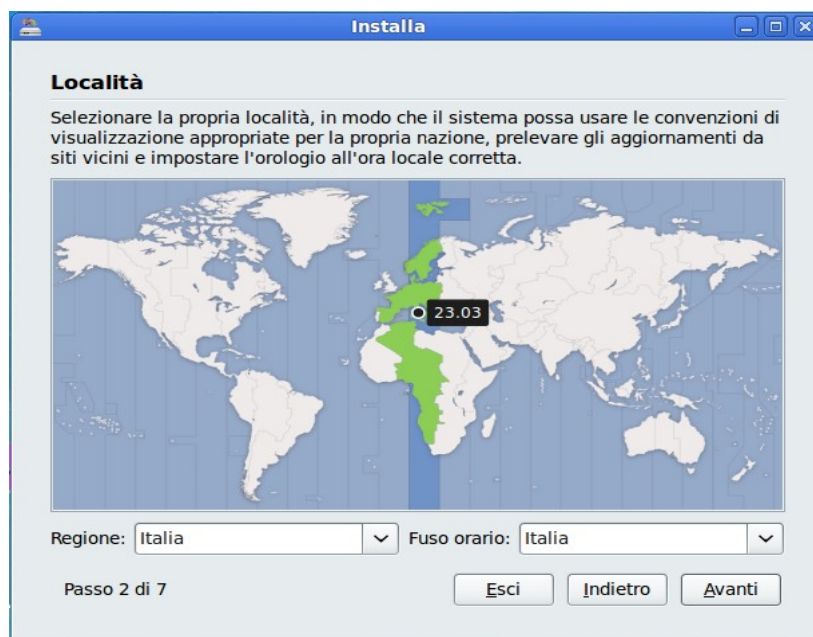 Installa
Località
Selezionare la propria località, in modo che il sistema possa usare le convenzioni di
visualizzazione appropriate per la propria nazione, prelevare gli aggiornamenti da
siti vicini e impostare l'orologio all'ora locale corretta.
23.03
Regione: Italia Fuso orario: Italia
Passo 2 di 7 Esci Indietro Avanti